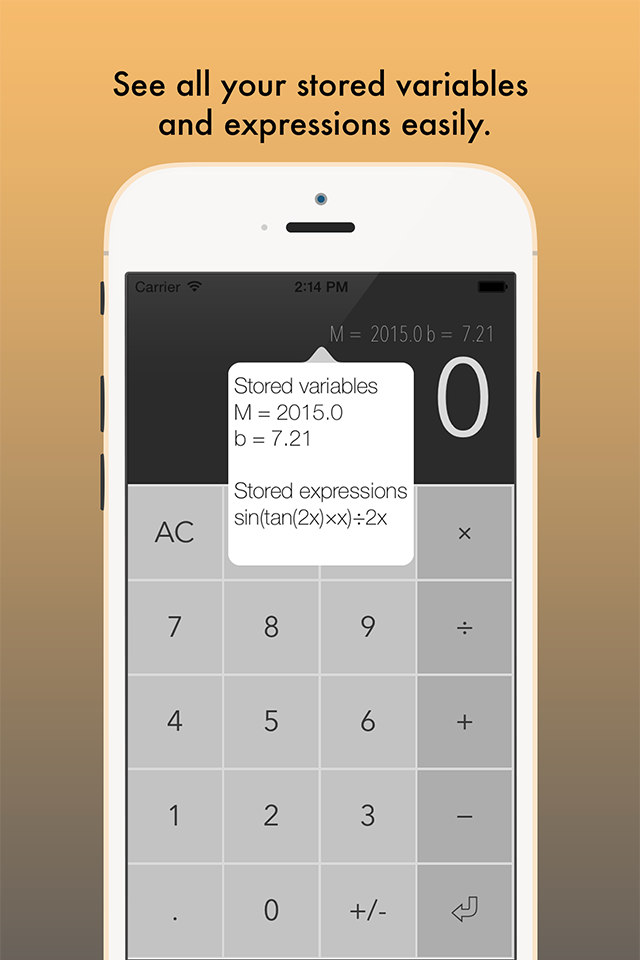 See all your stored variables
and expressions easily.
Carrier 2:14 PM
M = 2015.0 b = 7.21
0
Stored variables
M = 2015.0
b = 7.21
Stored expressions
sin(tan(2x)×x)÷2x
AC ×
7 8 9 ÷
4 5 6 +
1 2 3 −
. 0 +/-